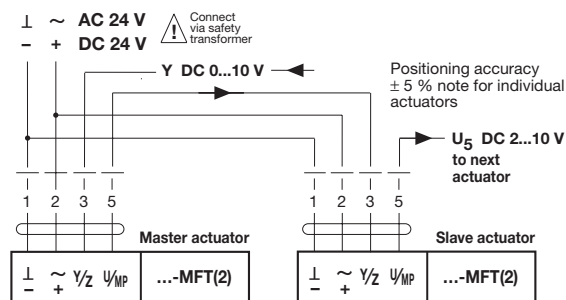 ⊥ ~ AC 24 V
– + DC 24 V
Connect
via safety
transformer
Y DC 0...10 V
Positioning accuracy
± 5 % note for individual
actuators
U5 DC 2...10 V
to next
actuator
1 2 3 5
1 2 3 5
Master actuator
Slave actuator
⊥ ~ Y/Z U/MP ...-MFT(2)
– +
⊥ ~ Y/Z U/MP ...-MFT(2)
– +